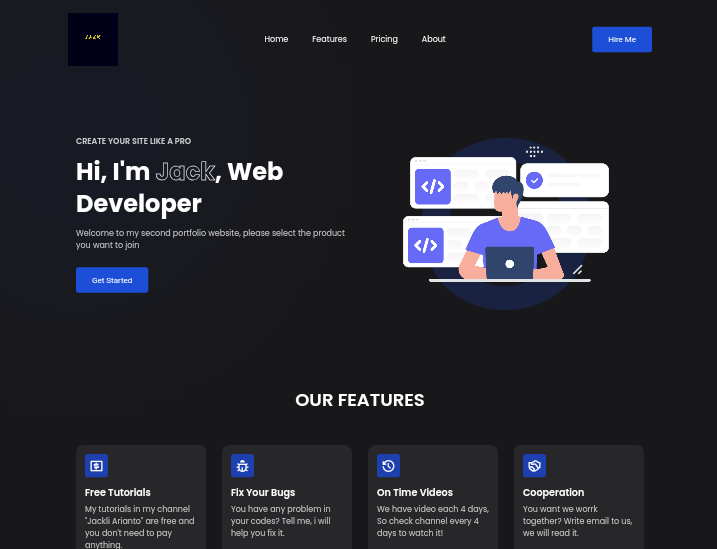 JACK
Home
Features
Pricing
About
Hire Me
CREATE YOUR SITE LIKE A PRO
Hi, I'm Jack, Web
Developer
Welcome to my second portfolio website, please select the product
you want to join
Get Started
</>
</>
OUR FEATURES
Free Tutorials
My tutorials in my channel
"Jackli Arianto" are free and
you don't need to pay
anything.
Fix Your Bugs
You have any problem in
your codes? Tell me, i will
help you fix it.
On Time Videos
We have video each 4 days,
So check channel every 4
days to watch it!
Cooperation
You want we worrk
together? Write email to us,
we will read it.